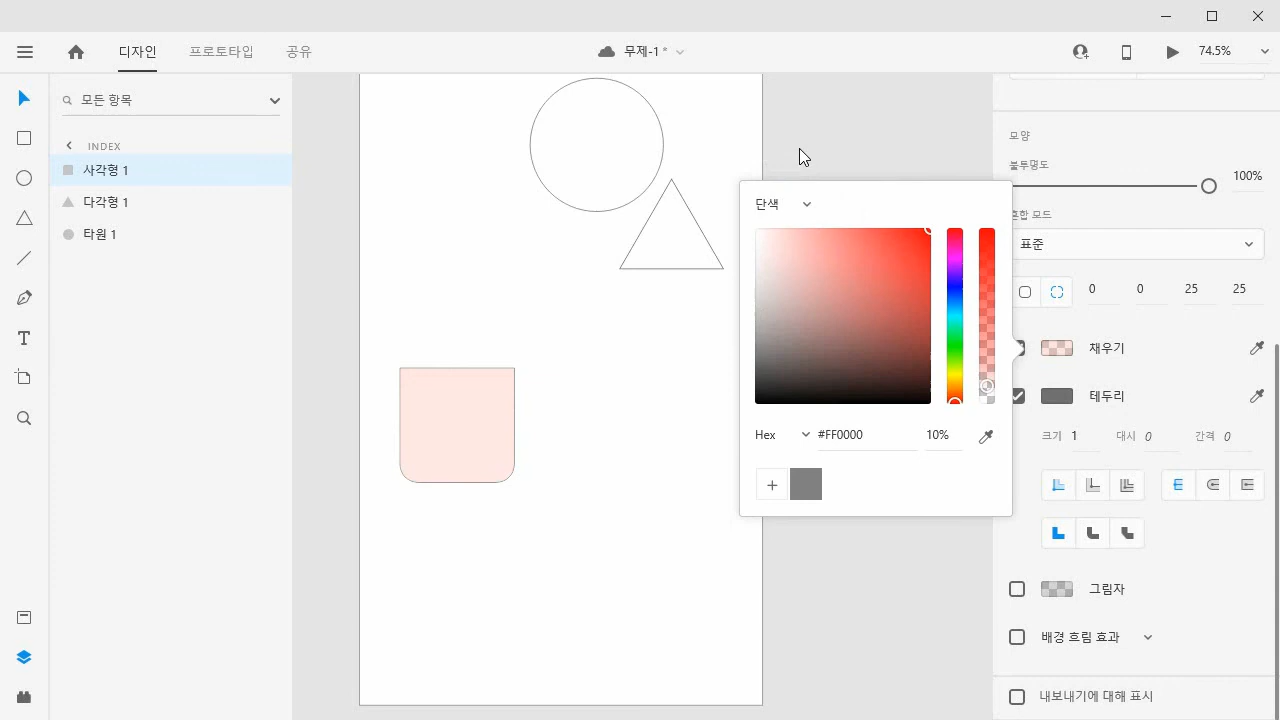 디자인
프로토타입
공유
무제-1 *
74.5%
모든 항목
INDEX
사각형 1
다각형 1
타원 1
모양
불투명도
100%
혼합 모드
표준
0 0 25 25
채우기
테두리
크기 1 대시 0 간격 0
그림자
배경 흐림 효과
내보내기에 대해 표시
단색
Hex #FF0000 10%